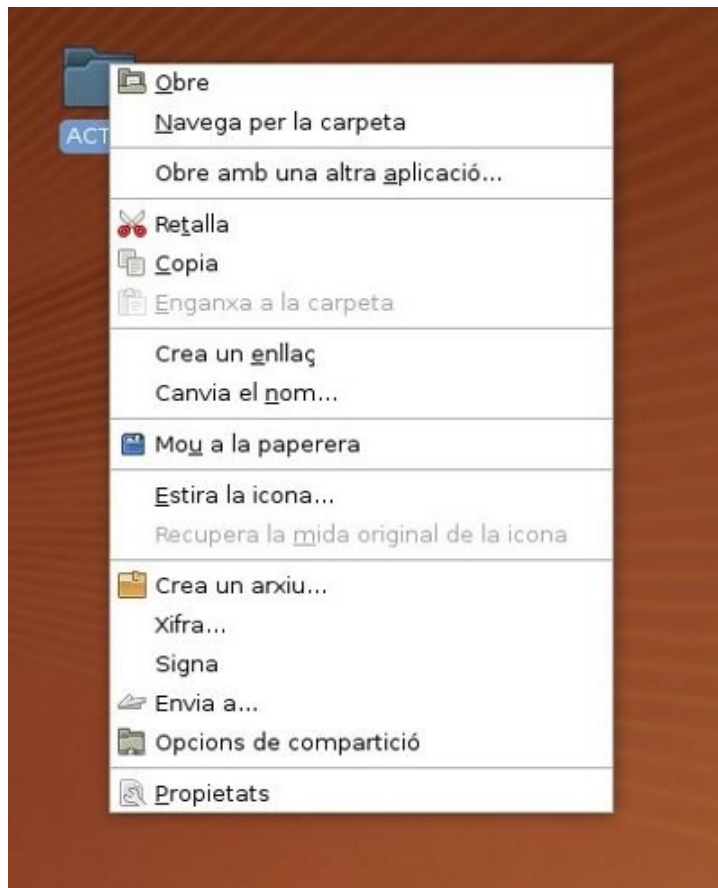 ACT
Obre
Navega per la carpeta
Obre amb una altra aplicació...
Retalla
Copia
Enganxa a la carpeta
Crea un enllaç
Canvia el nom...
Mou a la paperera
Estira la icona...
Recupera la mida original de la icona
Crea un arxiu...
Xifra...
Signa
Envia a...
Opcions de compartició
Propietats